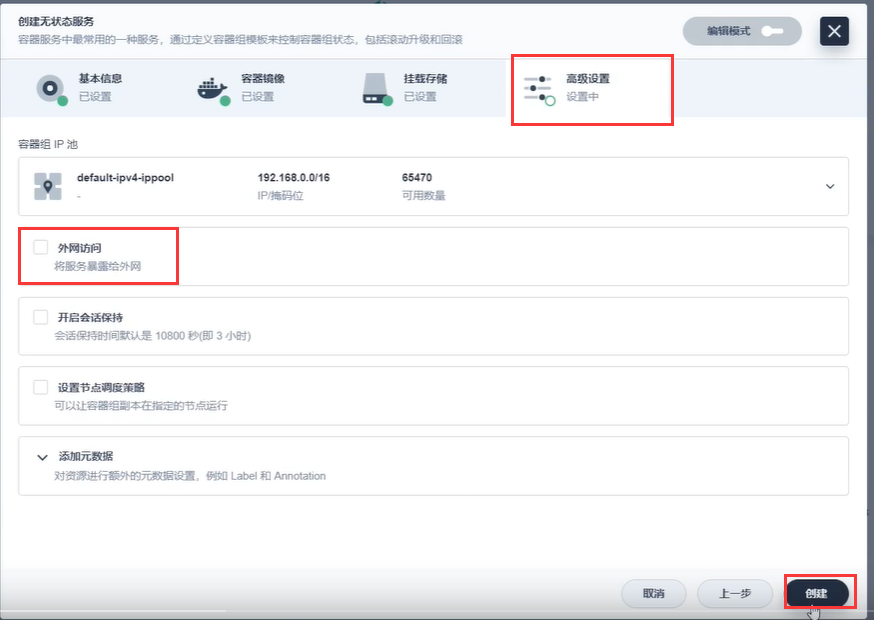 创建无状态服务
容器服务中最常用的一种服务，通过定义容器组模板来控制容器组状态，包括滚动升级和回滚
编辑模式
基本信息
已设置
容器镜像
已设置
挂载存储
已设置
高级设置
设置中
容器组 IP 池
default-ipv4-ippool
-
192.168.0.0/16
IP/掩码位
65470
可用数量
外网访问
将服务暴露给外网
开启会话保持
会话保持时间默认是 10800 秒(即 3 小时)
设置节点调度策略
可以让容器组副本在指定的节点运行
添加元数据
对资源进行额外的元数据设置，例如 Label 和 Annotation
取消
上一步
创建